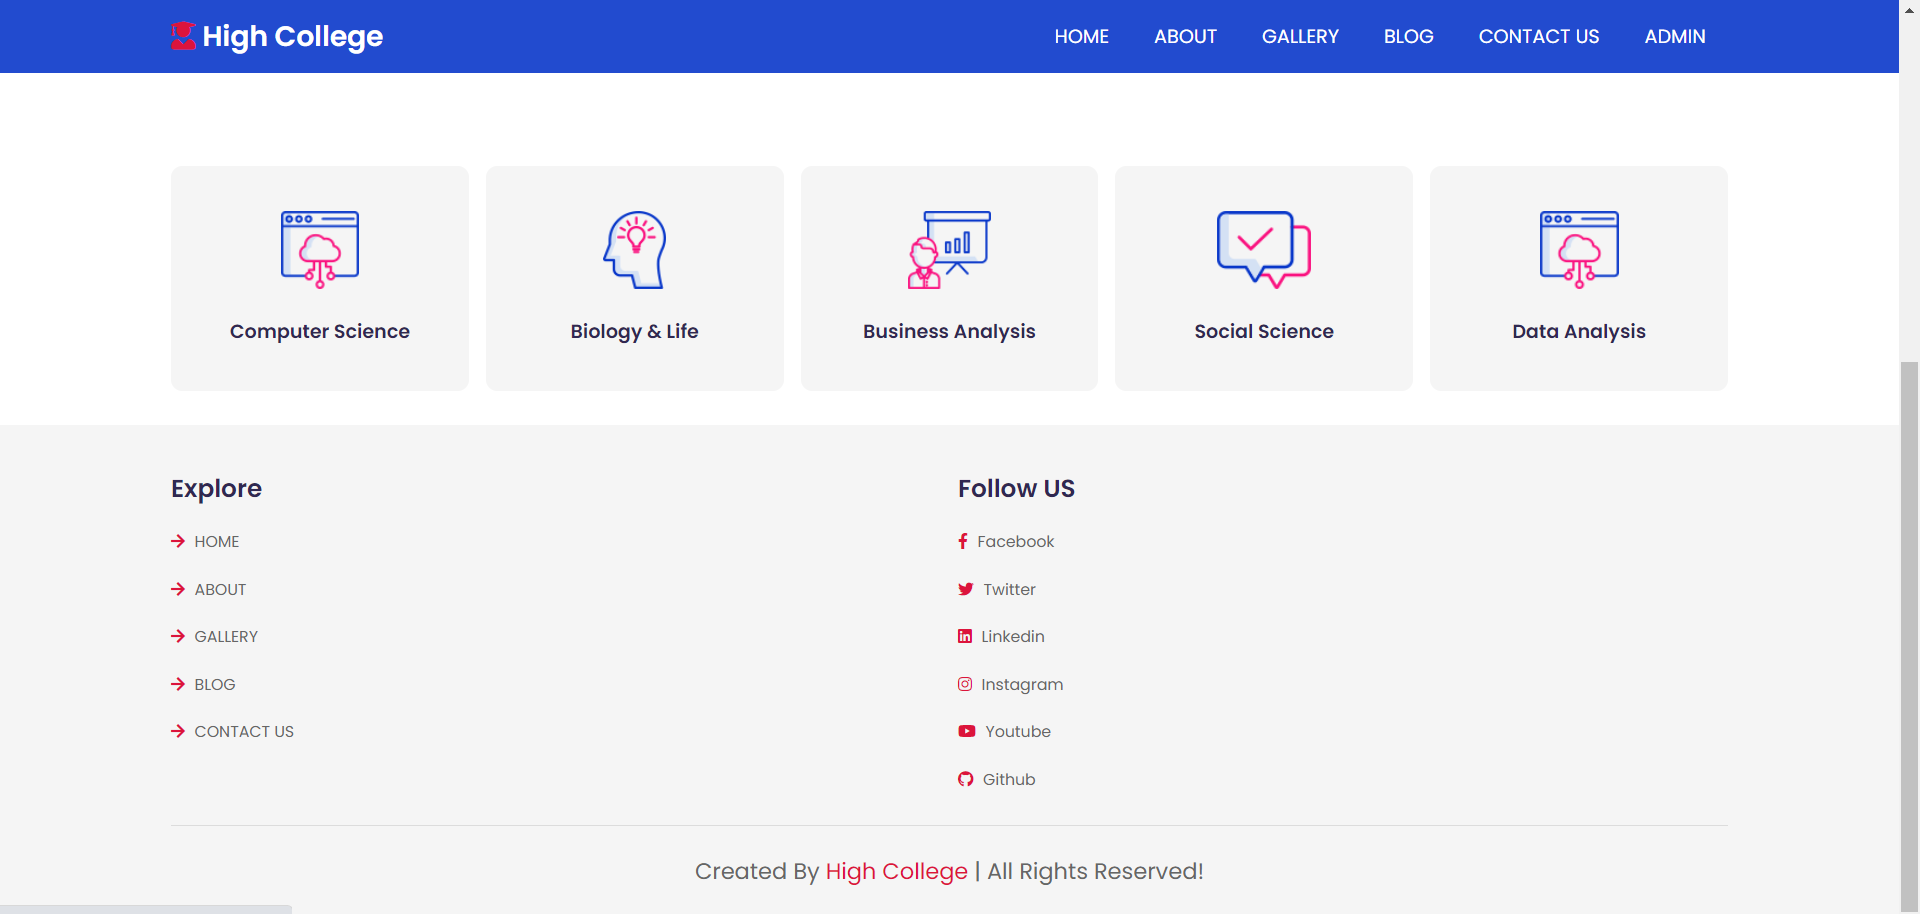 High College
HOME ABOUT GALLERY BLOG CONTACT US ADMIN
Computer Science
Biology & Life
Business Analysis
Social Science
Data Analysis
Explore
HOME
ABOUT
GALLERY
BLOG
CONTACT US
Follow US
Facebook
Twitter
Linkedin
Instagram
Youtube
Github
Created By High College | All Rights Reserved!